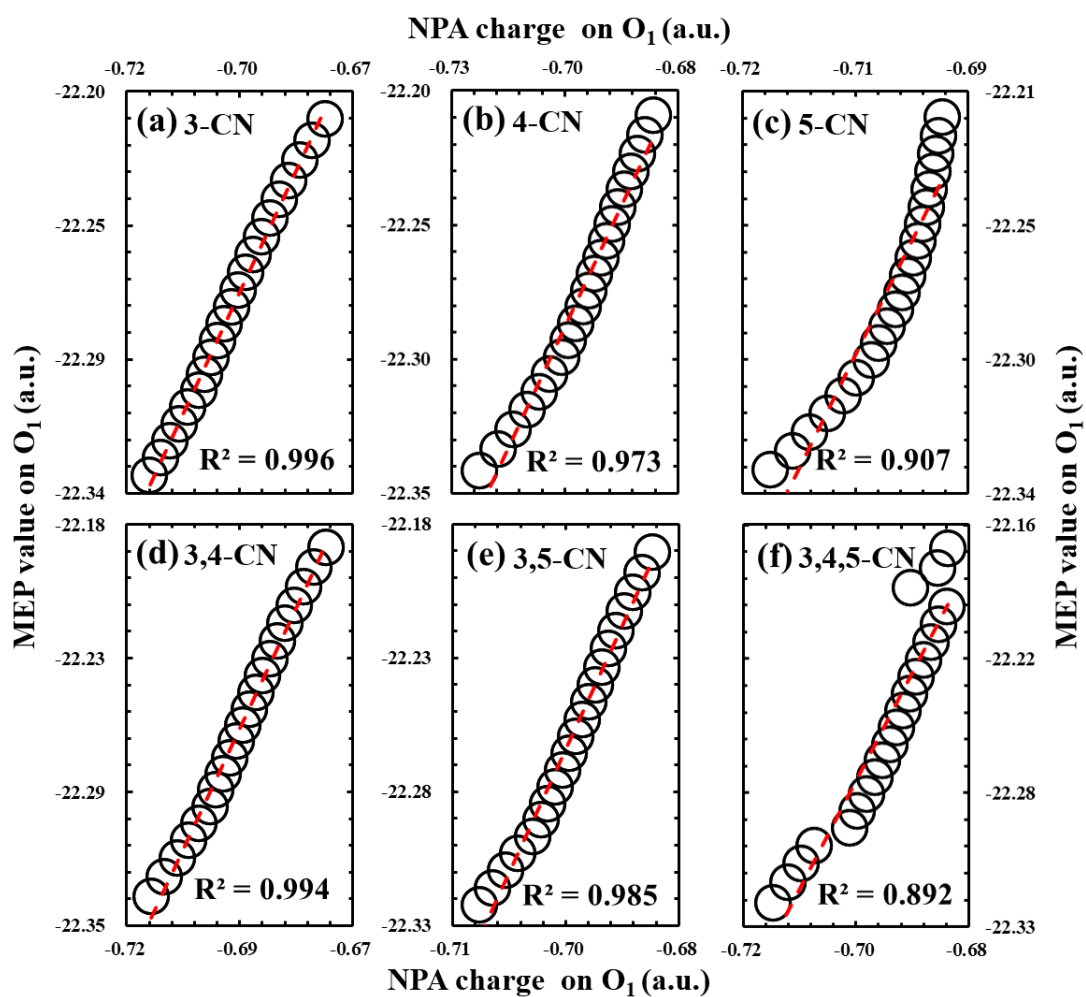 NPA charge on O₁ (a.u.)
-0.72 -0.70 -0.67 -0.73 -0.70 -0.68 -0.72 -0.71 -0.69
-22.20 -22.20 -22.21
(a) 3-CN (b) 4-CN (c) 5-CN
-22.25 -22.25 -22.25
-22.29 -22.30 -22.30
R² = 0.996 R² = 0.973 R² = 0.907
-22.34 -22.35 -22.34
-22.18 -22.18 -22.16
(d) 3,4-CN (e) 3,5-CN (f) 3,4,5-CN
-22.23 -22.23 -22.22
-22.29 -22.28 -22.28
R² = 0.994 R² = 0.985 R² = 0.892
-22.35 -22.33 -22.33
-0.72 -0.69 -0.67 -0.71 -0.70 -0.68 -0.72 -0.70 -0.68
NPA charge on O₁ (a.u.)
MEP value on O₁ (a.u.)
MEP value on O₁ (a.u.)